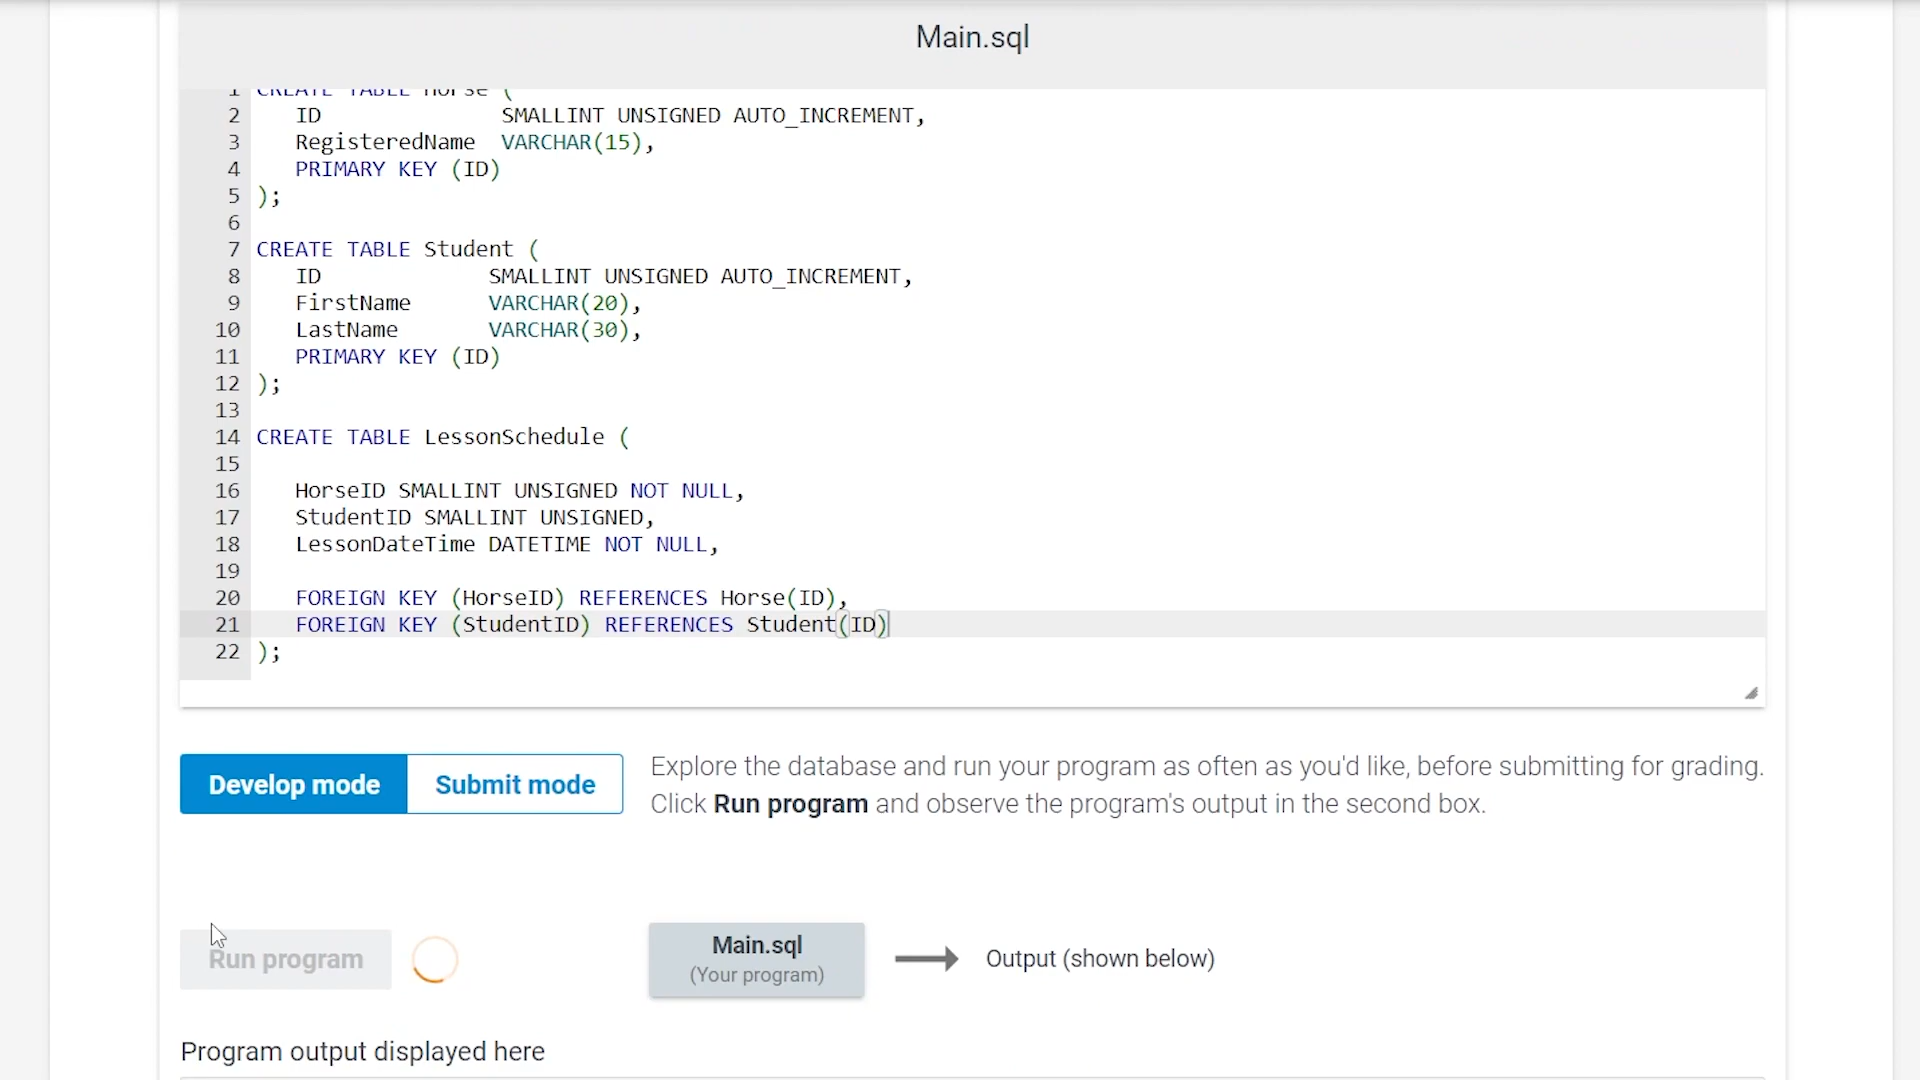 Main.sql
1 CREATE TABLE Horse (
2 ID SMALLINT UNSIGNED AUTO_INCREMENT,
3 RegisteredName VARCHAR(15),
4 PRIMARY KEY (ID)
5 );
6
7 CREATE TABLE Student (
8 ID SMALLINT UNSIGNED AUTO_INCREMENT,
9 FirstName VARCHAR(20),
10 LastName VARCHAR(30),
11 PRIMARY KEY (ID)
12 );
13
14 CREATE TABLE LessonSchedule (
15
16 HorseID SMALLINT UNSIGNED NOT NULL,
17 StudentID SMALLINT UNSIGNED,
18 LessonDateTime DATETIME NOT NULL,
19
20 FOREIGN KEY (HorseID) REFERENCES Horse(ID),
21 FOREIGN KEY (StudentID) REFERENCES Student(ID)
22 );
Develop mode Submit mode
Explore the database and run your program as often as you'd like, before submitting for grading.
Click Run program and observe the program's output in the second box.
Run program
Main.sql
(Your program)
Output (shown below)
Program output displayed here